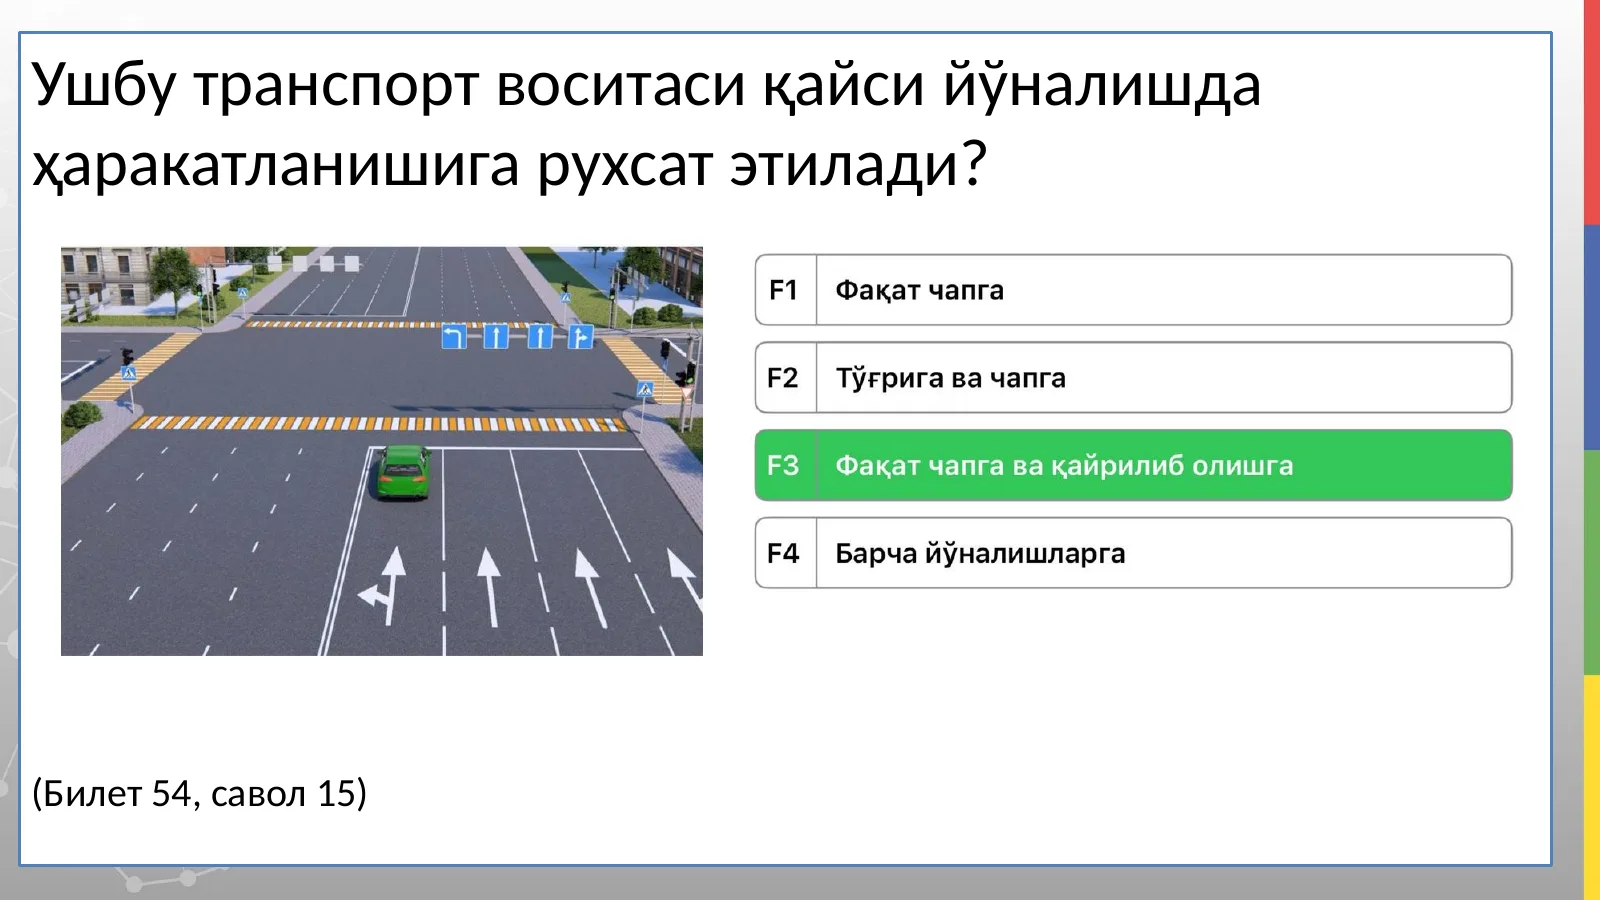 Ушбу транспорт воситаси қайси йўналишда
ҳаракатланишига рухсат этилади?
F1 Фақат чапга
F2 Тўғрига ва чапга
F3 Фақат чапга ва қайрилиб олишга
F4 Барча йўналишларга
(Билет 54, савол 15)